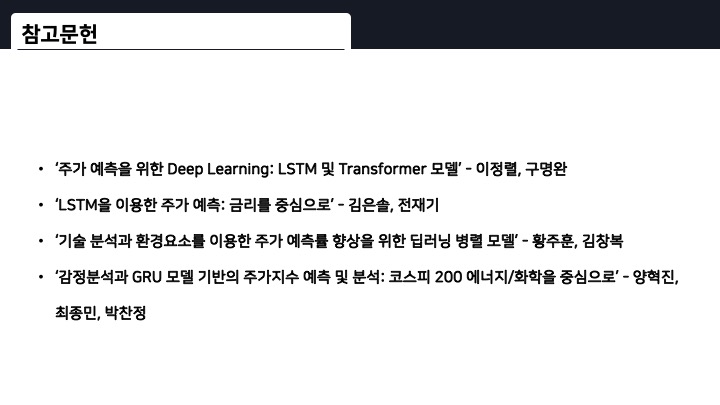 참고문헌
• ‘주가 예측을 위한 Deep Learning: LSTM 및 Transformer 모델’ - 이정렬, 구명완
• ‘LSTM을 이용한 주가 예측: 금리를 중심으로’ - 김은솔, 전재기
• ‘기술 분석과 환경요소를 이용한 주가 예측률 향상을 위한 딥러닝 병렬 모델’ - 황주훈, 김창복
• ‘감정분석과 GRU 모델 기반의 주가지수 예측 및 분석: 코스피 200 에너지/화학을 중심으로’ - 양혁진,
최종민, 박찬정